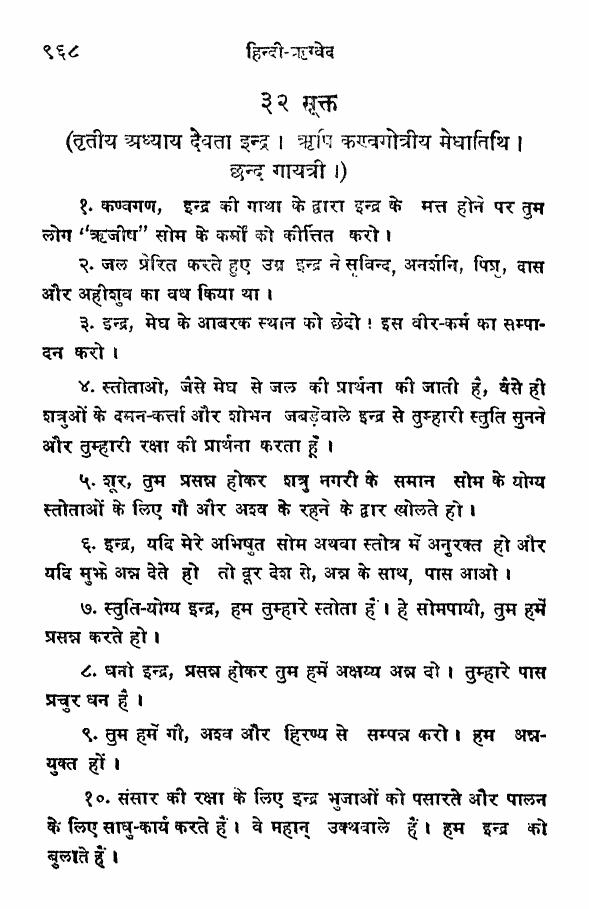 ९६८ हिन्दी-ऋग्वेद
३२ सूक्त
(तृतीय अध्याय देवता इन्द्र । ऋषि कण्वगोत्रीय मेधातिथि ।
छन्द गायत्री ।)
१. कण्वगण, इन्द्र की गाथा के द्वारा इन्द्र के मत्त होने पर तुम
लोग "ऋजीष" सोम के कर्मों को कीर्त्तित करो ।
२. जल प्रेरित करते हुए उग्र इन्द्र ने सृविन्द, अनर्शनि, पिप्रु, दास
और अहीशुव का वध किया था ।
३. इन्द्र, मेघ के आबरक स्थान को छेदो ! इस वीर-कर्म का सम्पा-
दन करो ।
४. स्तोताओ, जैसे मेघ से जल की प्रार्थना की जाती है, वैसे ही
शत्रुओं के दमन-कर्त्ता और शोभन जबड़ेवाले इन्द्र से तुम्हारी स्तुति सुनने
और तुम्हारी रक्षा की प्रार्थना करता हूँ ।
५. शूर, तुम प्रसन्न होकर शत्रु नगरी के समान सोम के योग्य
स्तोताओं के लिए गौ और अश्व के रहने के द्वार खोलते हो ।
६. इन्द्र, यदि मेरे अभिषुत सोम अथवा स्तोत्र में अनुरक्त हो और
यदि मुझे अन्न देते हो तो दूर देश से, अन्न के साथ, पास आओ ।
७. स्तुति-योग्य इन्द्र, हम तुम्हारे स्तोता हैं । हे सोमपायी, तुम हमें
प्रसन्न करते हो ।
८. धनी इन्द्र, प्रसन्न होकर तुम हमें अक्षय्य अन्न दो । तुम्हारे पास
प्रचुर धन है ।
९. तुम हमें गौ, अश्व और हिरण्य से सम्पन्न करो । हम अन्न-
युक्त हों ।
१०. संसार की रक्षा के लिए इन्द्र भुजाओं को पसारते और पालन
के लिए साधु-कार्य करते हैं । वे महान् उक्थवाले हैं । हम इन्द्र को
बुलाते हैं ।